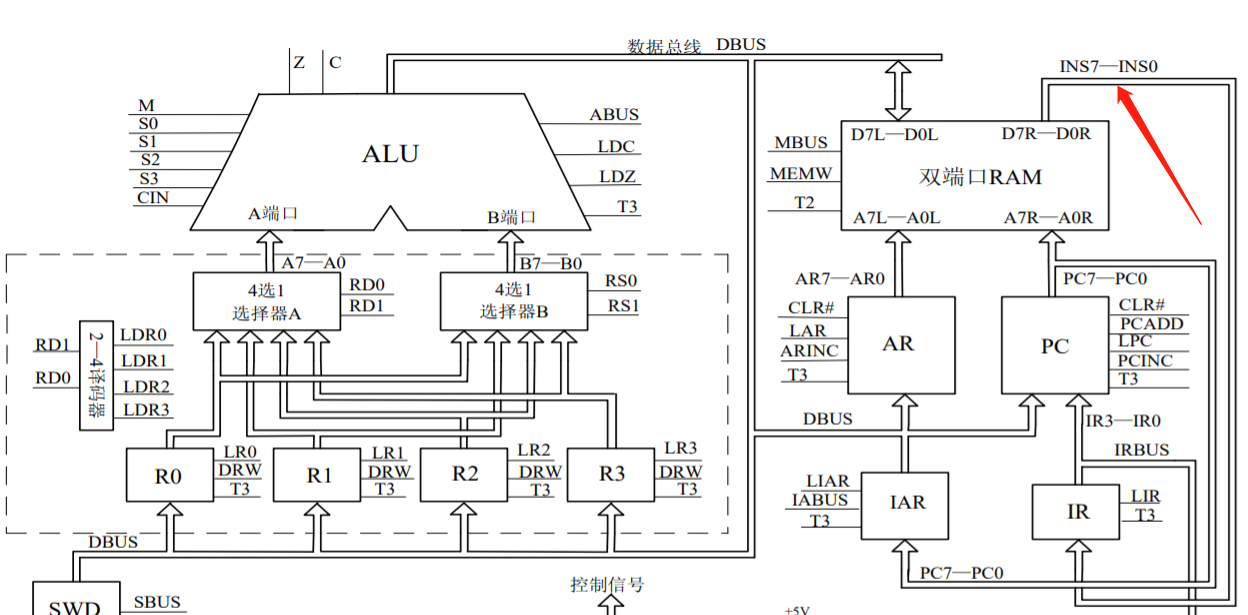 数据总线 DBUS
Z
C
INS7—INS0
M
S0
S1
S2
S3
CIN
ALU
ABUS
LDC
LDZ
T3
A端口
B端口
MBUS
MEMW
T2
D7L—D0L
D7R—D0R
双端口RAM
A7L—A0L
A7R—A0R
A7—A0
B7—B0
4选1
选择器A
RD0
RD1
4选1
选择器B
RS0
RS1
AR7—AR0
PC7—PC0
CLR#
LAR
ARINC
T3
AR
PC
CLR#
PCADD
LPC
PCINC
T3
RD1
RD0
2—4译码器
LDR0
LDR1
LDR2
LDR3
DBUS
IR3—IR0
IRBUS
R0
LR0
DRW
T3
R1
LR1
DRW
T3
R2
LR2
DRW
T3
R3
LR3
DRW
T3
LIAR
IABUS
T3
IAR
IR
LIR
T3
DBUS
PC7—PC0
控制信号
SWD
SBUS
+5V